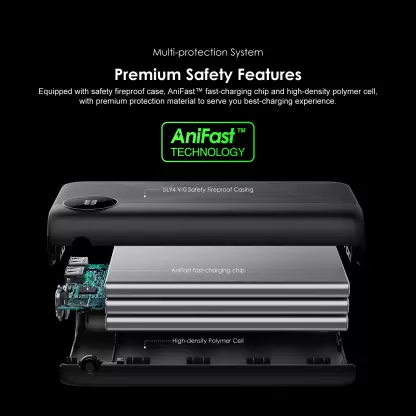 Multi-protection System
Premium Safety Features
Equipped with safety fireproof case, AniFast™ fast-charging chip and high-density polymer cell,
with premium protection material to serve you best-charging experience.
AniFast™
TECHNOLOGY
UL94 V-0 Safety Fireproof Casing
AniFast fast-charging chip
High-density Polymer Cell